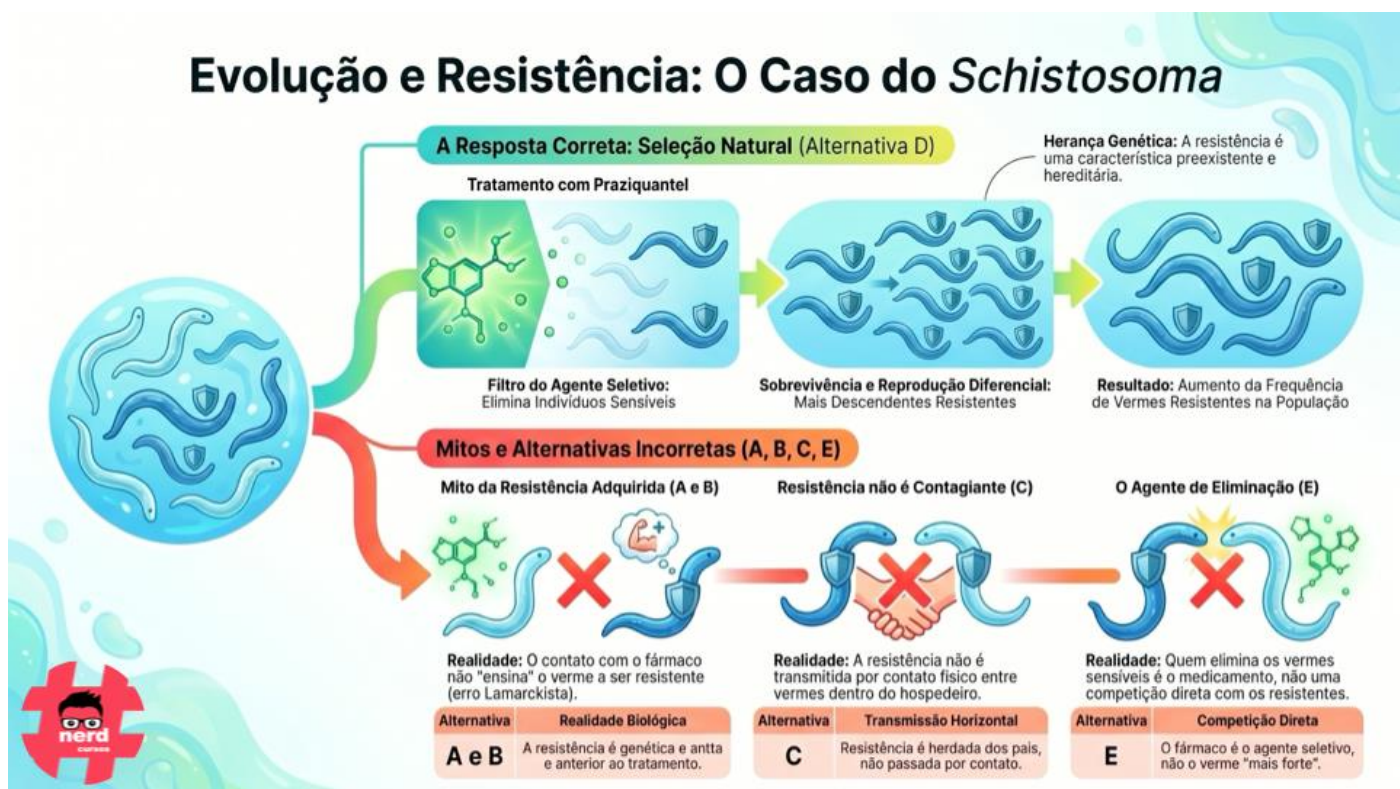 Evolução e Resistência: O Caso do Schistosoma
A Resposta Correta: Seleção Natural (Alternativa D)
Herança Genética: A resistência é
uma característica preexistente e
hereditária.
Tratamento com Praziquantel
Filtro do Agente Seletivo:
Elimina Indivíduos Sensíveis
Sobrevivência e Reprodução Diferencial:
Mais Descendentes Resistentes
Resultado: Aumento da Frequência
de Vermes Resistentes na População
Mitos e Alternativas Incorretas (A, B, C, E)
Mito da Resistência Adquirida (A e B)
Realidade: O contato com o fármaco
não "ensina" o verme a ser resistente
(erro Lamarckista).
Alternativa Realidade Biológica
A e B
A resistência é genética e antta
e anterior ao tratamento.
Resistência não é Contagiante (C)
Realidade: A resistência não é
transmitida por contato físico entre
vermes dentro do hospedeiro.
Alternativa Transmissão Horizontal
C
Resistência é herdada dos pais,
não passada por contato.
O Agente de Eliminação (E)
Realidade: Quem elimina os vermes
sensíveis é o medicamento, não uma
competição direta com os resistentes.
Alternativa Competição Direta
E
O fármaco é o agente seletivo,
não o verme "mais forte".
nerd
cursos